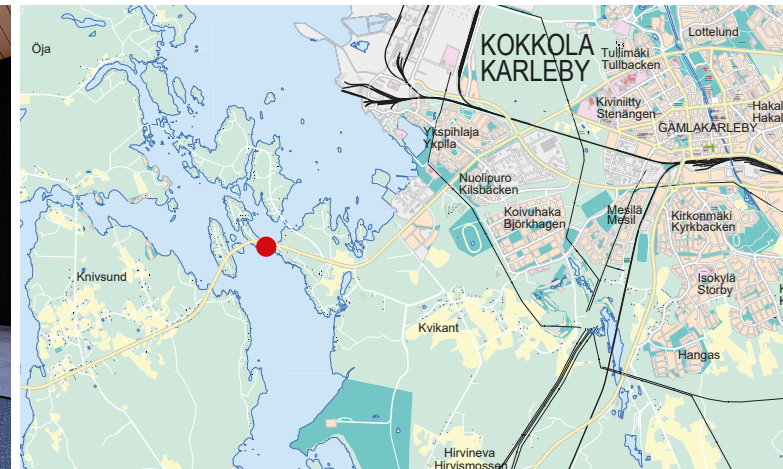 Öja
KOKKOLA
KARLEBY
Lottelund
Tullimäki
Tullbacken
Kiviniitty
Stenängen
Hakal
Hakal
GAMLAKARLEBY
Ykspihlaja
Yxpila
Nuolipuro
Kilsbacken
Koivuhaka
Björkhagen
Mesilä
Mesil
Kirkonmäki
Kyrkbacken
Knivsund
Isokylä
Storby
K
Kvikant
Hangas
Hirvineva
Hirvismossen